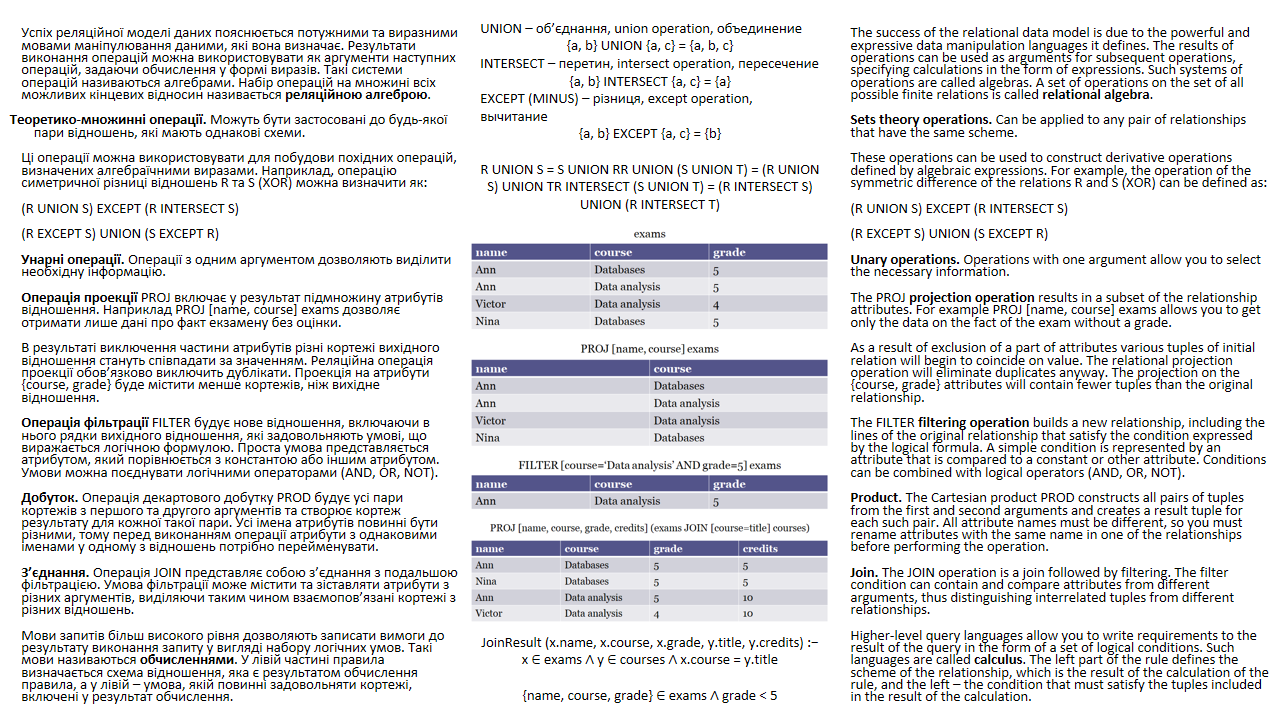 Успіх реляційної моделі даних пояснюється потужними та виразними
мовами маніпулювання даними, які вона визначає. Результати
виконання операцій можна використовувати як аргументи наступних
операцій, задаючи обчислення у формі виразів. Такі системи
операцій називаються алгебрами. Набір операцій на множині всіх
можливих кінцевих відносин називається реляційною алгеброю.
Теоретико-множинні операції. Можуть бути застосовані до будь-якої
пари відношень, які мають однакові схеми.
Ці операції можна використовувати для побудови похідних операцій,
визначених алгебраїчними виразами. Наприклад, операцію
симетричної різниці відношень R та S (XOR) можна визначити як:
(R UNION S) EXCEPT (R INTERSECT S)
(R EXCEPT S) UNION (S EXCEPT R)
Унарні операції. Операції з одним аргументом дозволяють виділити
необхідну інформацію.
Операція проекції PROJ включає у результат підмножину атрибутів
відношення. Наприклад PROJ [name, course] exams дозволяє
отримати лише дані про факт екзамену без оцінки.
В результаті виключення частини атрибутів різні кортежі вихідного
відношення стануть співпадати за значенням. Реляційна операція
проекції обов’язково виключить дублікати. Проекція на атрибути
{course, grade} буде містити менше кортежів, ніж вихідне
відношення.
Операція фільтрації FILTER будує нове відношення, включаючи в
нього рядки вихідного відношення, які задовольняють умові, що
виражається логічною формулою. Проста умова представляється
атрибутом, який порівнюється з константою або іншим атрибутом.
Умови можна поєднувати логічними операторами (AND, OR, NOT).
Добуток. Операція декартового добутку PROD будує усі пари
кортежів з першого та другого аргументів та створює кортеж
результату для кожної такої пари. Усі імена атрибутів повинні бути
різними, тому перед виконанням операції атрибути з однаковими
іменами у одному з відношень потрібно перейменувати.
З’єднання. Операція JOIN представляє собою з’єднання з подальшою
фільтрацією. Умова фільтрації може містити та зіставляти атрибути з
різних аргументів, виділяючи таким чином взаємопов’язані кортежі з
різних відношень.
Мови запитів більш високого рівня дозволяють записати вимоги до
результату виконання запиту у вигляді набору логічних умов. Такі
мови називаються обчисленнями. У лівій частині правила
визначається схема відношення, яка є результатом обчислення
правила, а у лівій – умова, якій повинні задовольняти кортежі,
включені у результат обчислення.
UNION – об’єднання, union operation, объединение
{a, b} UNION {a, c} = {a, b, c}
INTERSECT – перетин, intersect operation, пересечение
{a, b} INTERSECT {a, c} = {a}
EXCEPT (MINUS) – різниця, except operation,
вычитание
{a, b} EXCEPT {a, c} = {b}
R UNION S = S UNION RR UNION (S UNION T) = (R UNION
S) UNION TR INTERSECT (S UNION T) = (R INTERSECT S)
UNION (R INTERSECT T)
exams
name course grade
Ann Databases 5
Ann Data analysis 5
Victor Data analysis 4
Nina Databases 5
PROJ [name, course] exams
name course
Ann Databases
Ann Data analysis
Victor Data analysis
Nina Databases
FILTER [course=‘Data analysis’ AND grade=5] exams
name course grade
Ann Data analysis 5
PROJ [name, course, grade, credits] (exams JOIN [course=title] courses)
name course grade credits
Ann Databases 5 5
Nina Databases 5 5
Ann Data analysis 5 10
Victor Data analysis 4 10
JoinResult (x.name, x.course, x.grade, y.title, y.credits) :–
x ∈ exams Λ y ∈ courses Λ x.course = y.title
{name, course, grade} ∈ exams Λ grade < 5
The success of the relational data model is due to the powerful and
expressive data manipulation languages it defines. The results of
operations can be used as arguments for subsequent operations,
specifying calculations in the form of expressions. Such systems of
operations are called algebras. A set of operations on the set of all
possible finite relations is called relational algebra.
Sets theory operations. Can be applied to any pair of relationships
that have the same scheme.
These operations can be used to construct derivative operations
defined by algebraic expressions. For example, the operation of the
symmetric difference of the relations R and S (XOR) can be defined as:
(R UNION S) EXCEPT (R INTERSECT S)
(R EXCEPT S) UNION (S EXCEPT R)
Unary operations. Operations with one argument allow you to select
the necessary information.
The PROJ projection operation results in a subset of the relationship
attributes. For example PROJ [name, course] exams allows you to get
only the data on the fact of the exam without a grade.
As a result of exclusion of a part of attributes various tuples of initial
relation will begin to coincide on value. The relational projection
operation will eliminate duplicates anyway. The projection on the
{course, grade} attributes will contain fewer tuples than the original
relationship.
The FILTER filtering operation builds a new relationship, including the
lines of the original relationship that satisfy the condition expressed
by the logical formula. A simple condition is represented by an
attribute that is compared to a constant or other attribute. Conditions
can be combined with logical operators (AND, OR, NOT).
Product. The Cartesian product PROD constructs all pairs of tuples
from the first and second arguments and creates a result tuple for
each such pair. All attribute names must be different, so you must
rename attributes with the same name in one of the relationships
before performing the operation.
Join. The JOIN operation is a join followed by filtering. The filter
condition can contain and compare attributes from different
arguments, thus distinguishing interrelated tuples from different
relationships.
Higher-level query languages allow you to write requirements to the
result of the query in the form of a set of logical conditions. Such
languages are called calculus. The left part of the rule defines the
scheme of the relationship, which is the result of the calculation of the
rule, and the left – the condition that must satisfy the tuples included
in the result of the calculation.